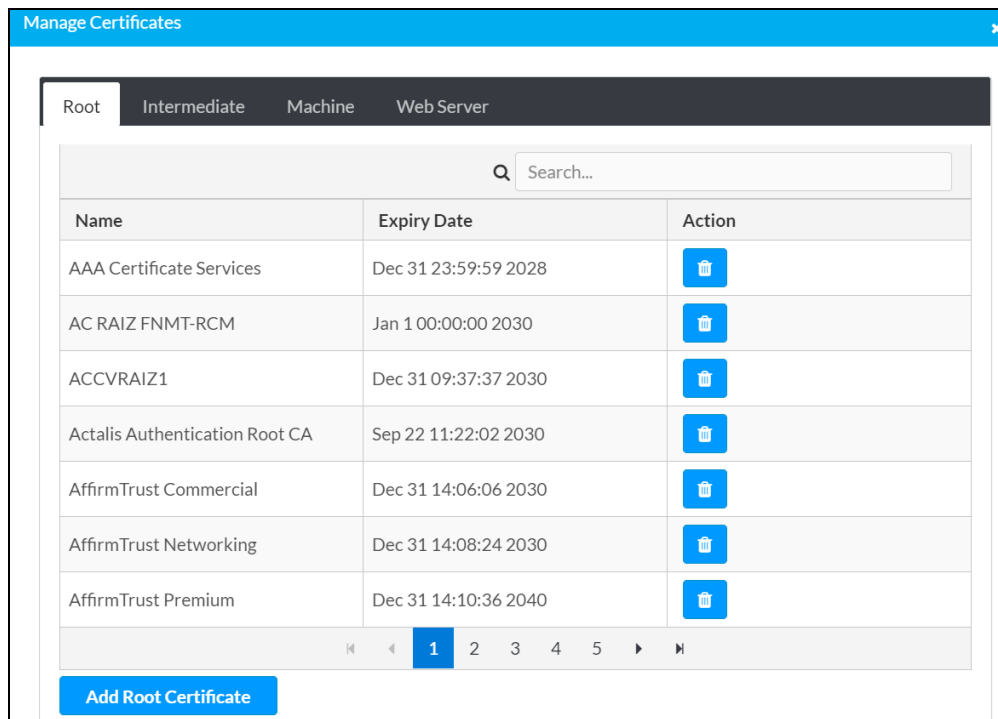 Manage Certificates
Root Intermediate Machine Web Server
Search...
Name Expiry Date Action
AAA Certificate Services Dec 31 23:59:59 2028
AC RAIZ FNMT-RCM Jan 1 00:00:00 2030
ACCVRAIZ1 Dec 31 09:37:37 2030
Actalis Authentication Root CA Sep 22 11:22:02 2030
AffirmTrust Commercial Dec 31 14:06:06 2030
AffirmTrust Networking Dec 31 14:08:24 2030
AffirmTrust Premium Dec 31 14:10:36 2040
1 2 3 4 5
Add Root Certificate